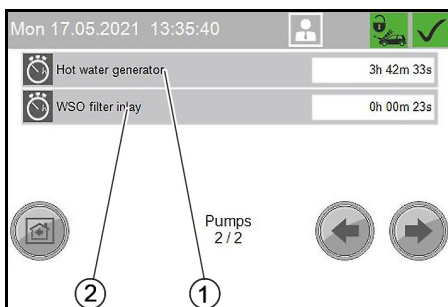 Mon 17.05.2021 13:35:40
Hot water generator 3h 42m 33s
WSO filter inlay 0h 00m 23s
Pumps
2 / 2
2 1